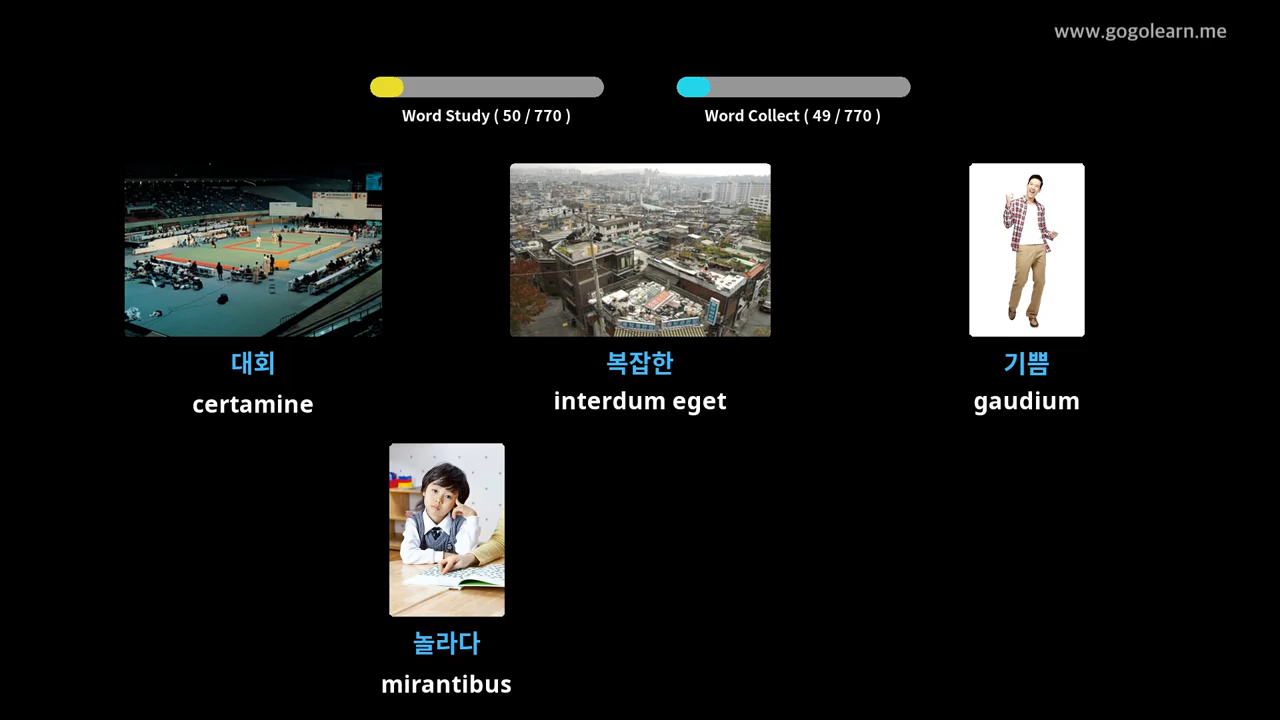 www.gogolearn.me
Word Study ( 50 / 770 )
Word Collect ( 49 / 770 )
대회
복잡한
기쁨
certamine
interdum eget
gaudium
놀라다
mirantibus